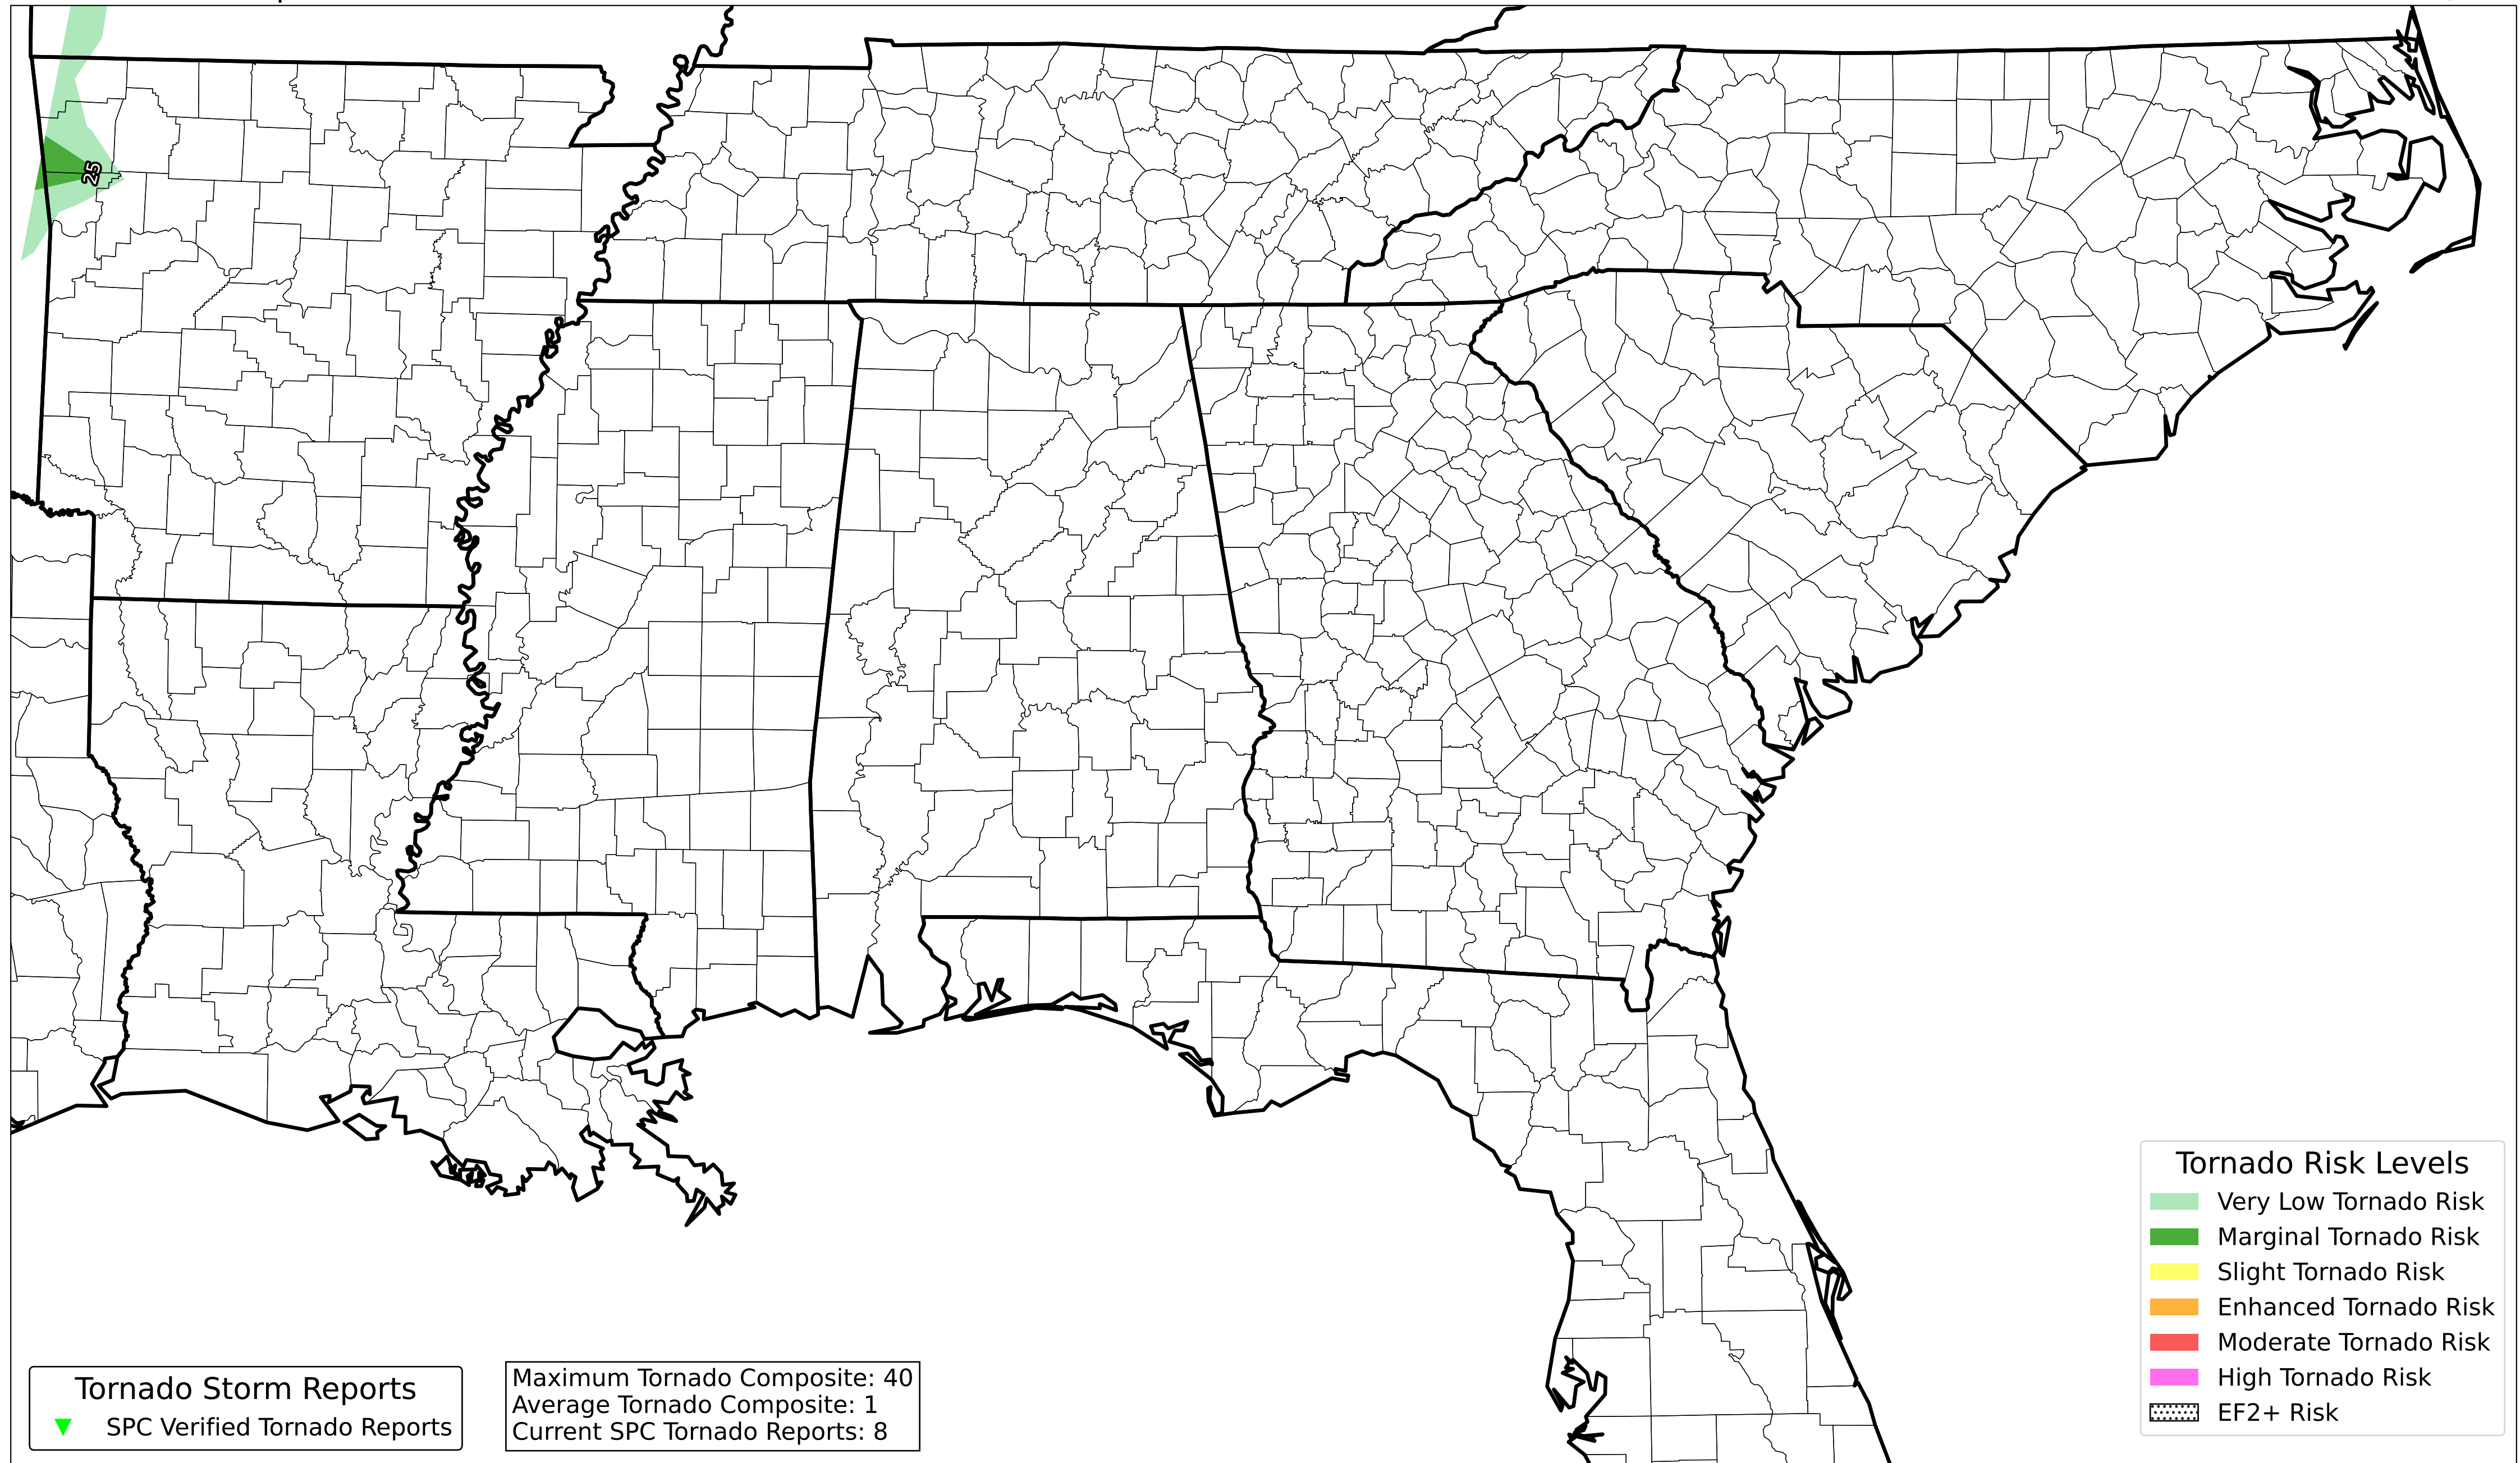 25
Tornado Risk Levels
Very Low Tornado Risk
Marginal Tornado Risk
Slight Tornado Risk
Enhanced Tornado Risk
Moderate Tornado Risk
High Tornado Risk
EF2+ Risk
Tornado Storm Reports
SPC Verified Tornado Reports
Maximum Tornado Composite: 40
Average Tornado Composite: 1
Current SPC Tornado Reports: 8